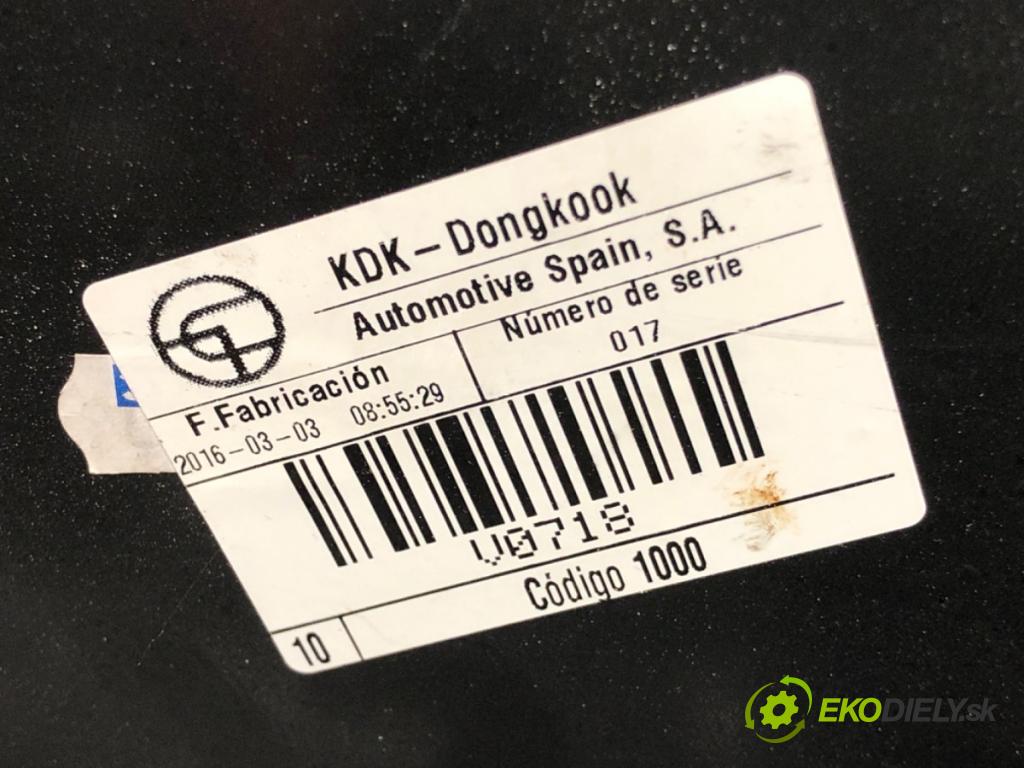 KDK – Dongkook
Automotive Spain, S.A.
F.Fabricación
2016-03-03 08:55:29
Número de serie
017
V0718
Código 1000
10
EKODIELY.sk